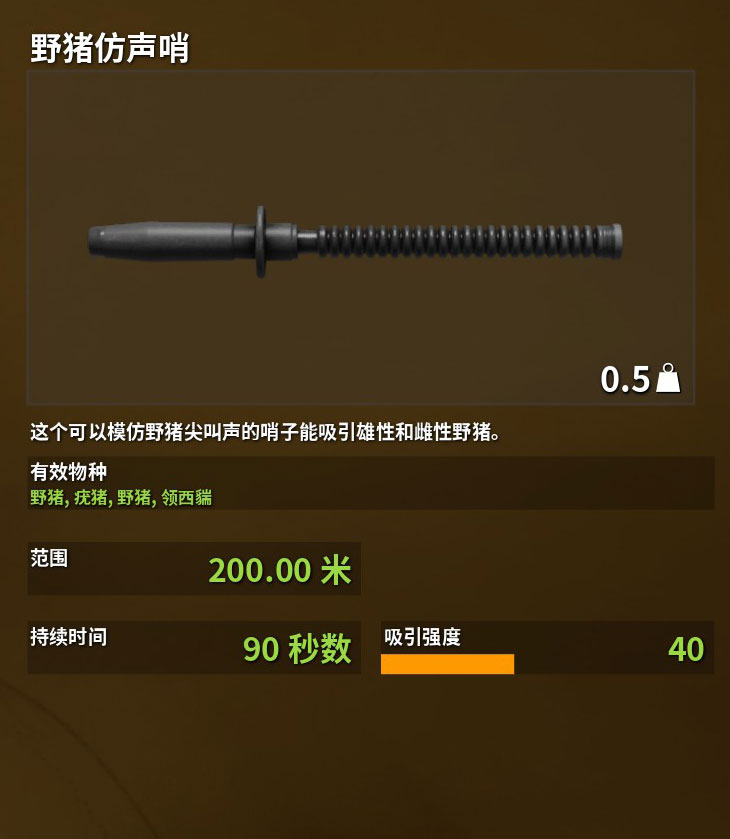 野猪仿声哨
0.5
这个可以模仿野猪尖叫声的哨子能吸引雄性和雌性野猪。
有效物种
野猪, 疣猪, 野猪, 领西貒
范围
200.00 米
持续时间
90 秒数
吸引强度
40